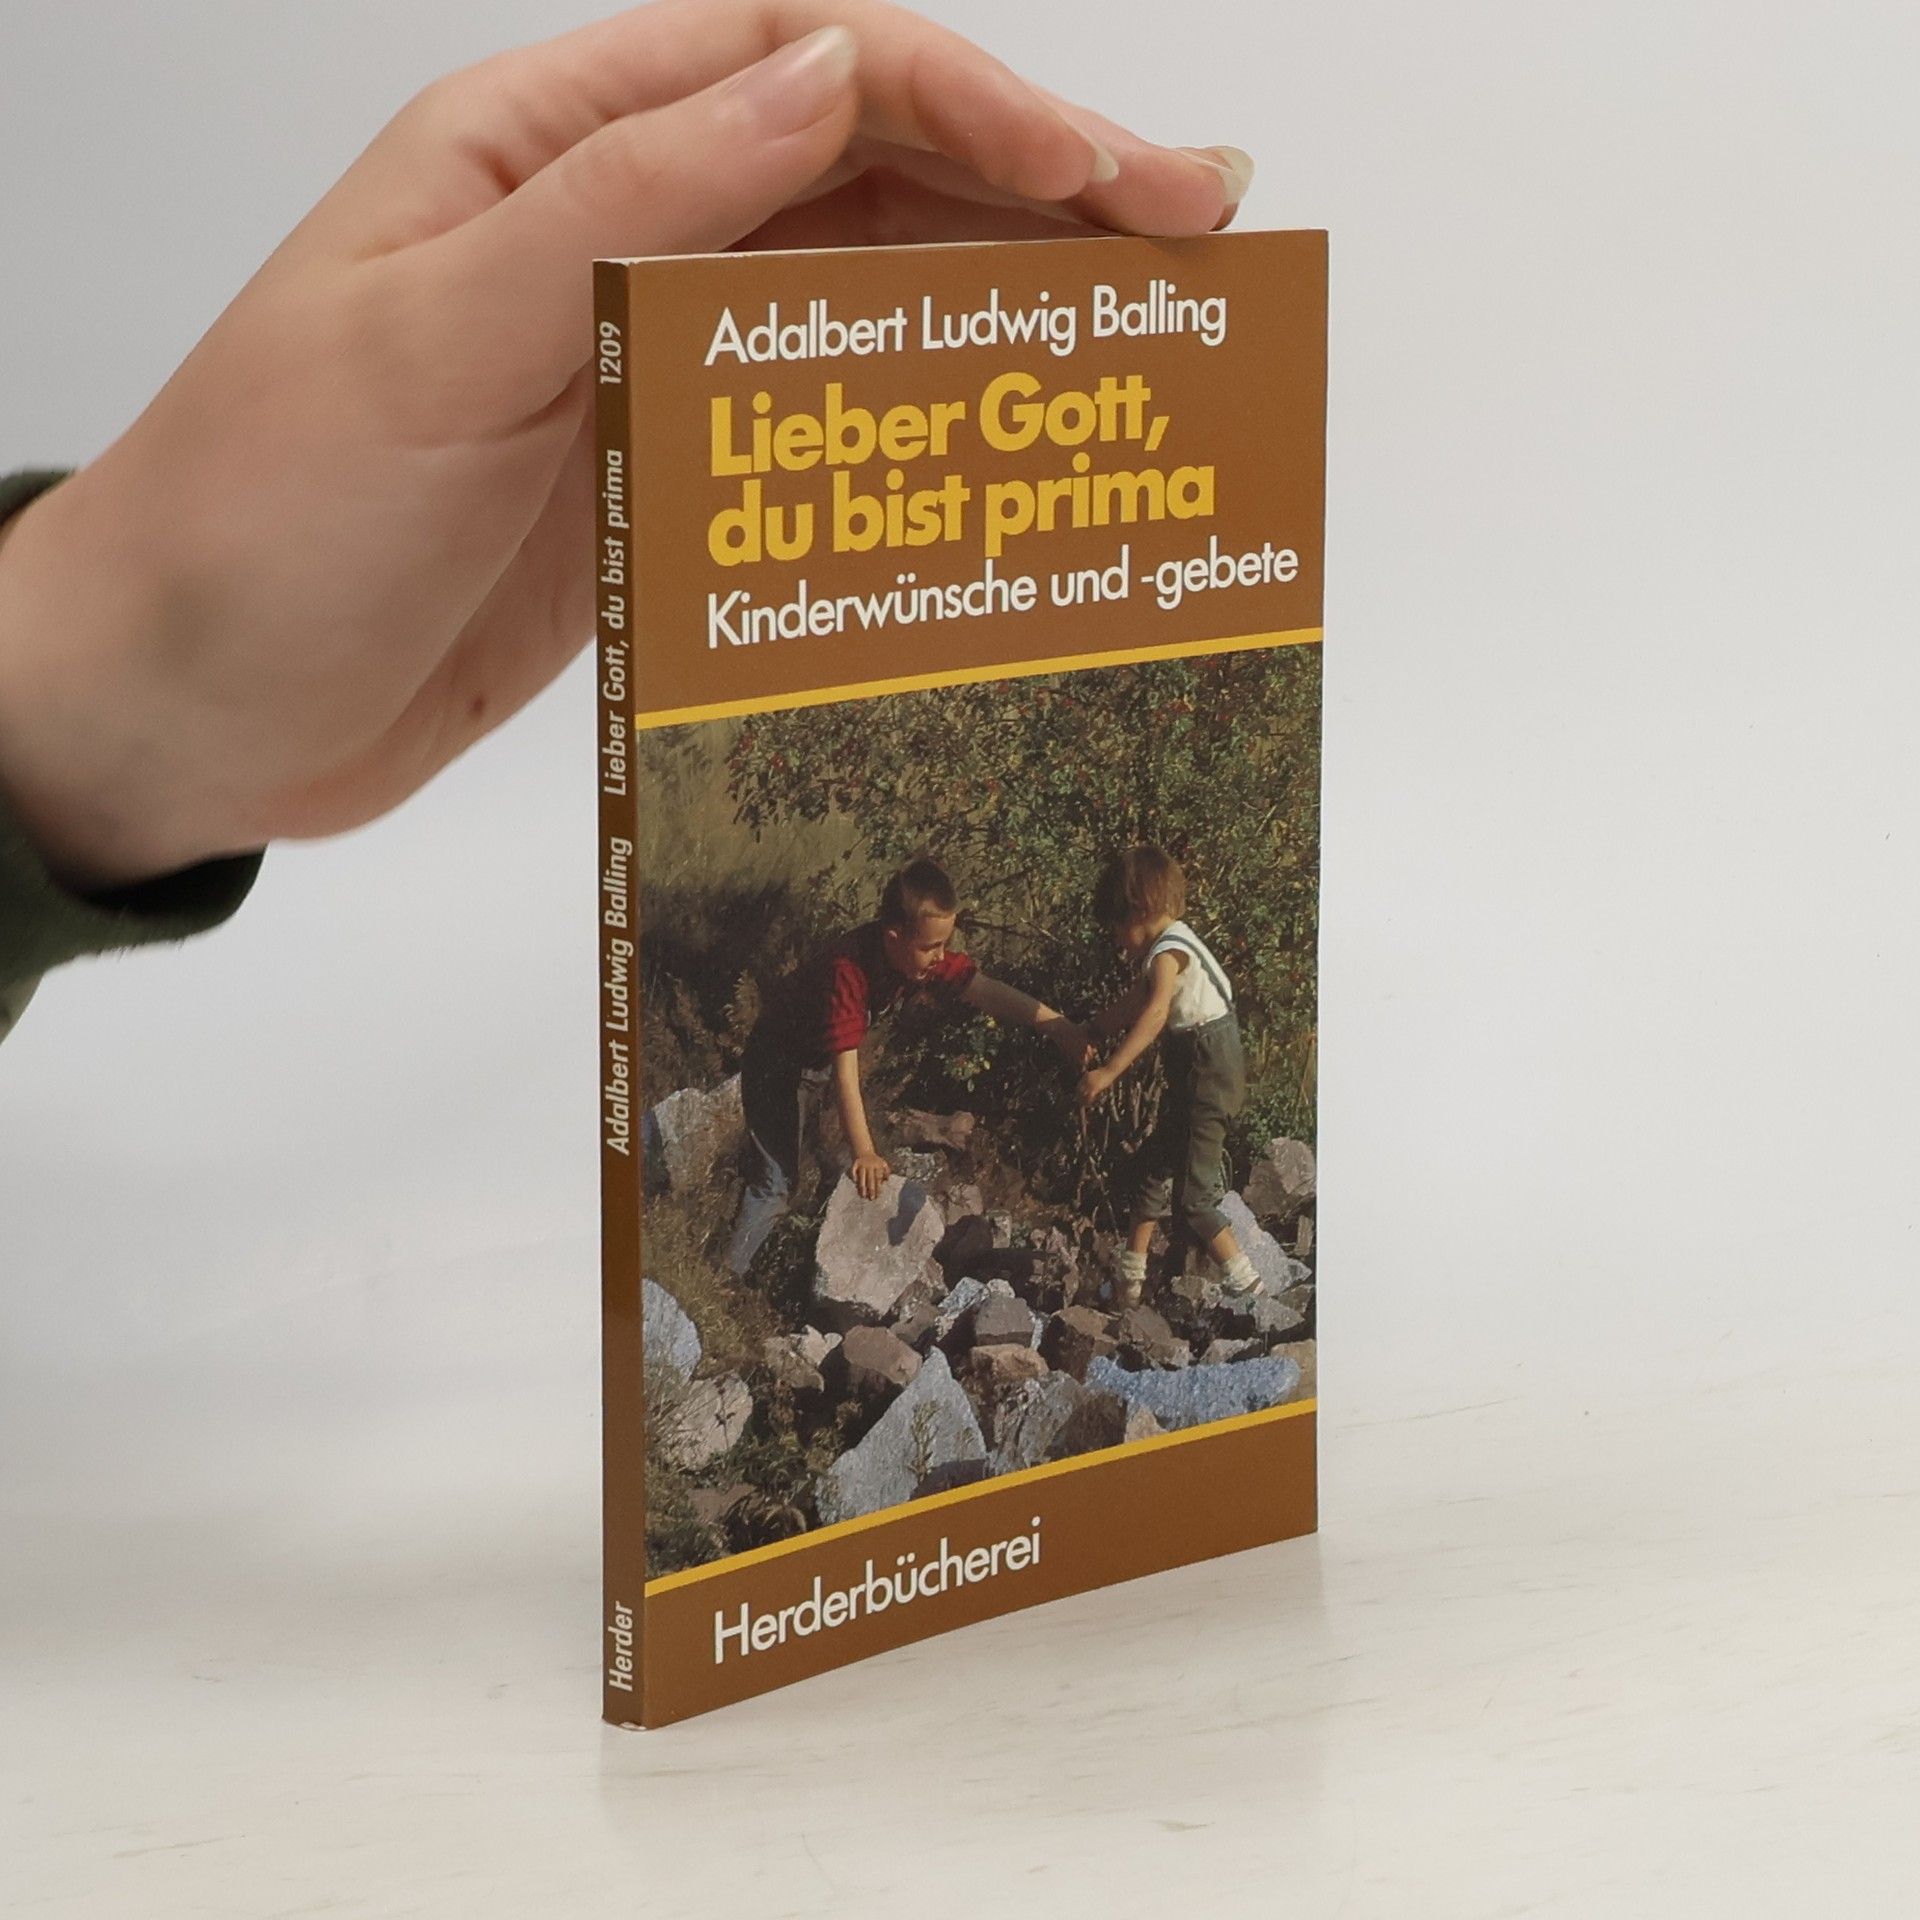 Adalbert Ludwig Balling
Lieber Gott,
du bist prima
Kinderwünsche und -gebete
Herderbücherei
Herder Adalbert Ludwig Balling Lieber Gott, du bist prima 1209